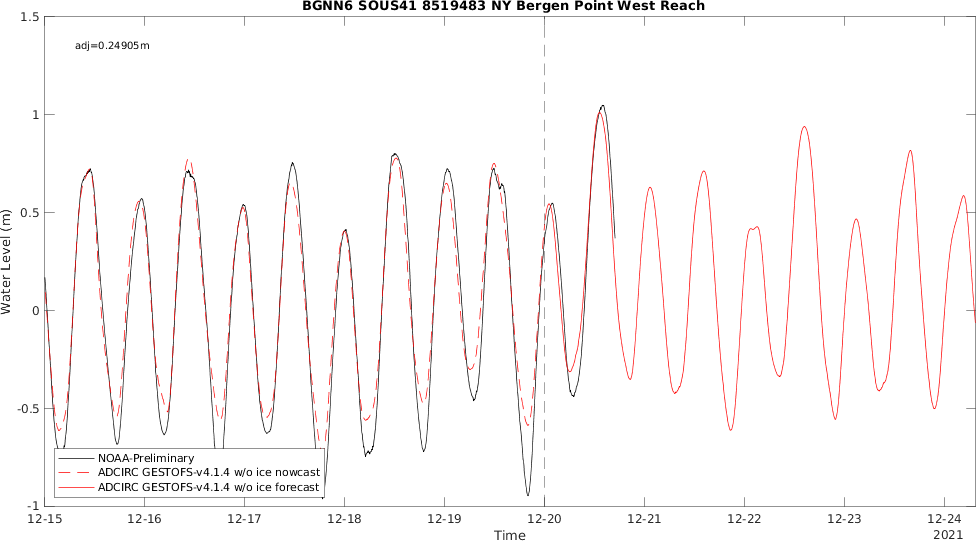 BGNN6 SOUS41 8519483 NY Bergen Point West Reach
adj=0.24905m
1.5
1
0.5
0
-0.5
-1
Water Level (m)
NOAA-Preliminary
ADCIRC GESTOFS-v4.1.4 w/o ice nowcast
ADCIRC GESTOFS-v4.1.4 w/o ice forecast
12-15 12-16 12-17 12-18 12-19 12-20 12-21 12-22 12-23 12-24
Time 2021